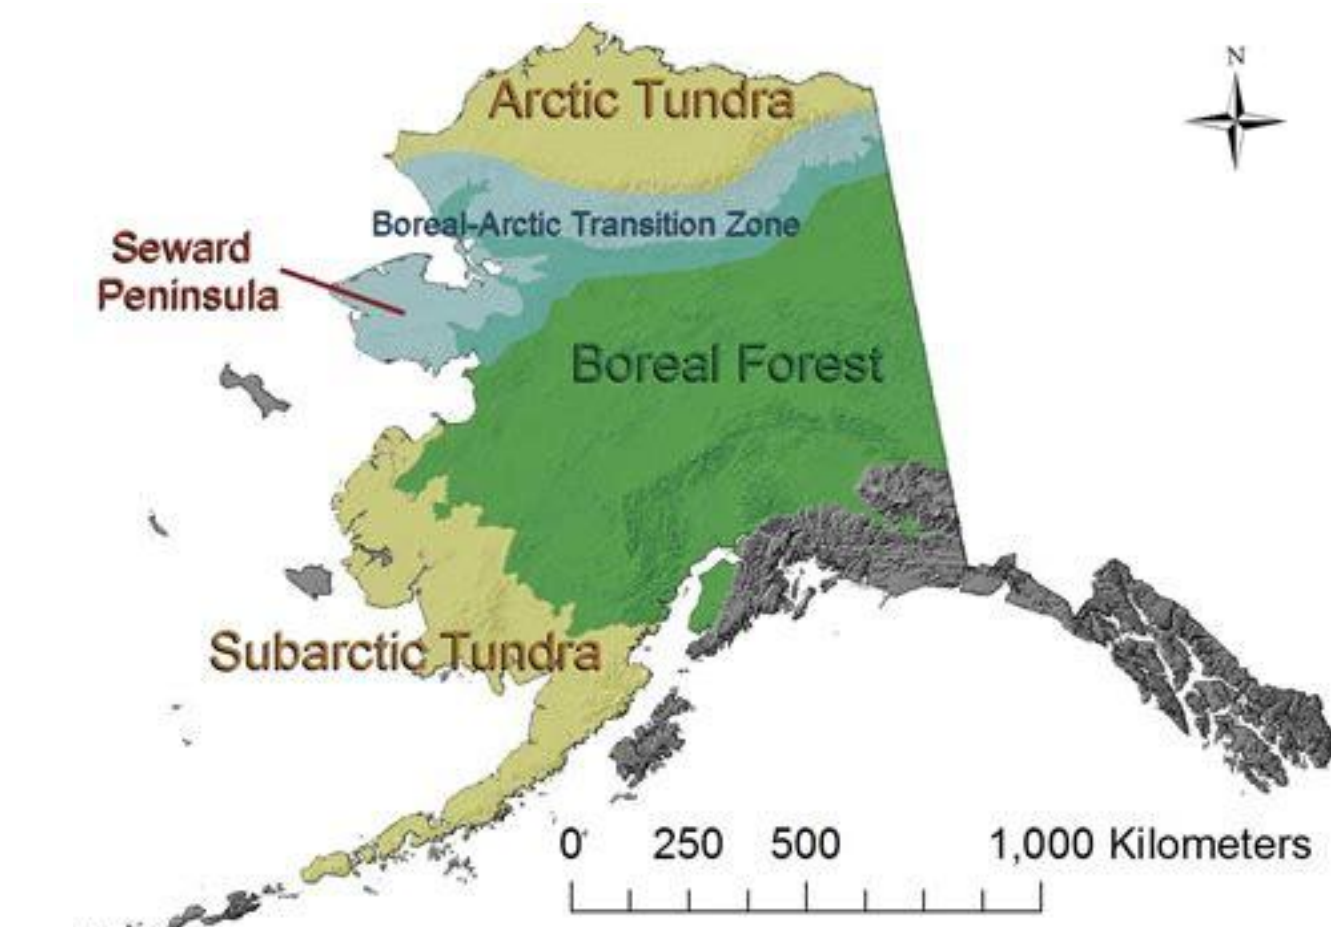 N
Arctic Tundra
Boreal-Arctic Transition Zone
Seward
Peninsula
Boreal Forest
Subarctic Tundra
0 250 500 1,000 Kilometers